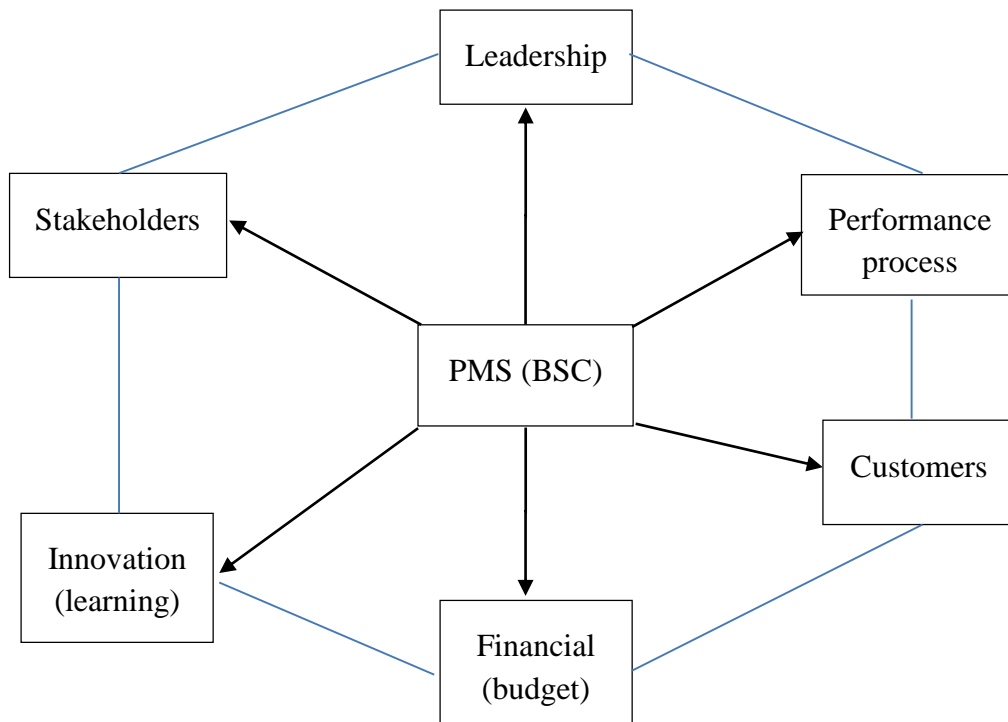 Leadership
Stakeholders
Performance
process
PMS (BSC)
Customers
Innovation
(learning)
Financial
(budget)